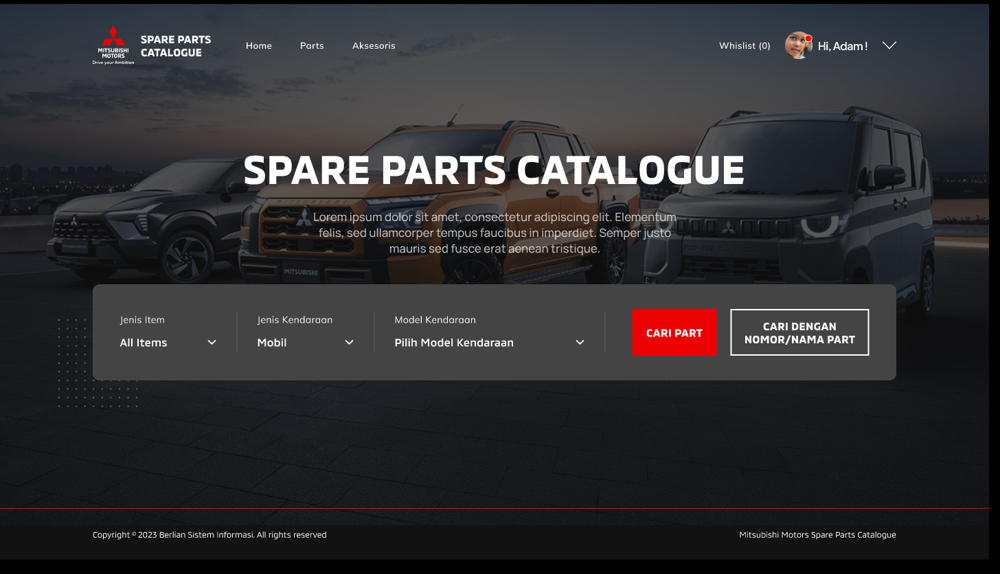 MITSUBISHI
MOTORS
Drive your Ambition
SPARE PARTS
CATALOGUE
Home
Parts
Aksesoris
Whislist (0)
Hi, Adam !
SPARE PARTS CATALOGUE
Lorem ipsum dolor sit amet, consectetur adipiscing elit. Elementum
felis, sed ullamcorper tempus faucibus in imperdiet. Semper justo
mauris sed fusce erat aenean tristique.
MITSUBISHI
Jenis Item
All Items
Jenis Kendaraan
Mobil
Model Kendaraan
Pilih Model Kendaraan
CARI PART
CARI DENGAN
NOMOR/NAMA PART
Copyright © 2023 Berlian Sistem Informasi. All rights reserved
Mitsubishi Motors Spare Parts Catalogue